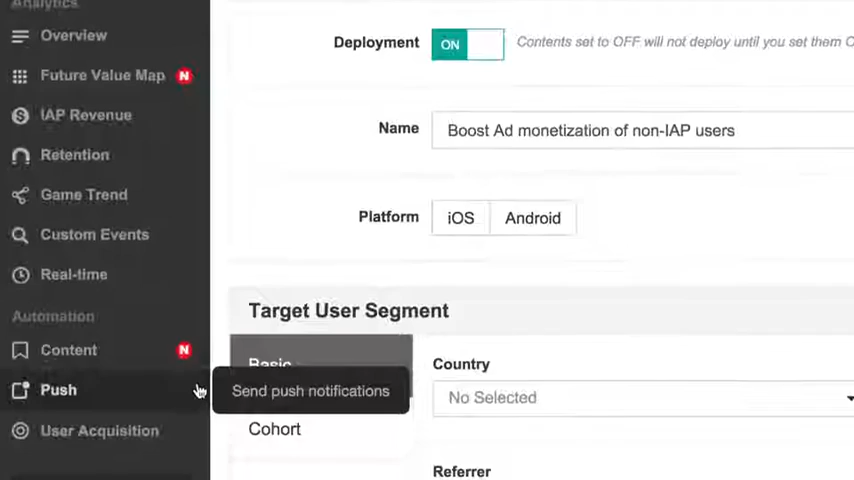 Analytics
Overview
Future Value Map N
IAP Revenue
Retention
Game Trend
Custom Events
Real-time
Automation
Content N
Push
User Acquisition
Deployment ON Contents set to OFF will not deploy until you set them
Name Boost Ad monetization of non-IAP users
Platform iOS Android
Target User Segment
Basic
Send push notifications
Cohort
Country
No Selected
Referrer